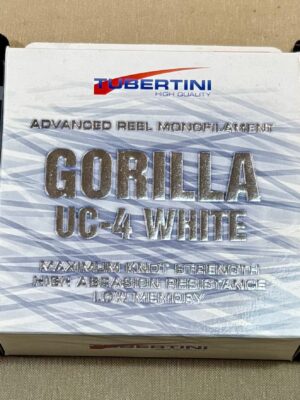 TUBERTINI
HIGH QUALITY
ADVANCED REEL MONOFILAMENT
GORILLA
UC-4 WHITE
MAXIMUM KNOT STRENGTH
HIGH ABRASION RESISTANCE
LOW MEMORY
TUBERTINI